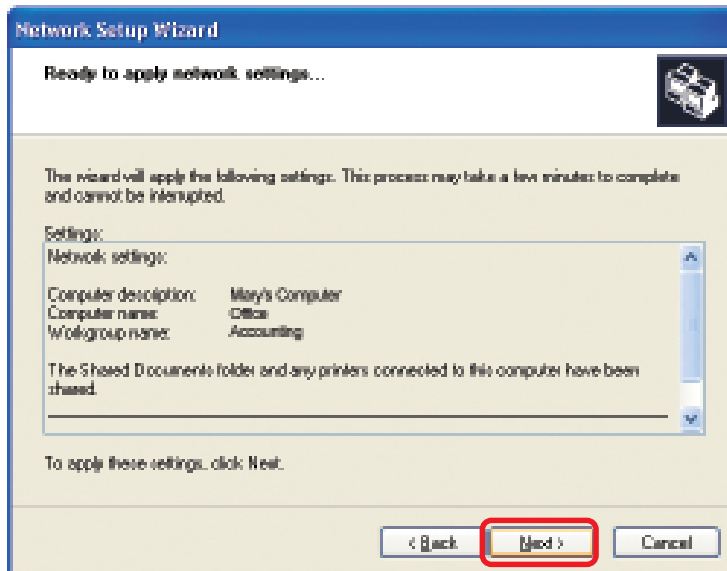 Network Setup Wizard
Ready to apply network settings...
The wizard will apply the following settings. This process may take a few minutes to complete
and cannot be interrupted.
Settings:
Network settings:
Computer description: Mary's Computer
Computer name: Office
Workgroup name: Accounting
The Shared Documents folder and any printers connected to this computer have been
shared.
To apply these settings, click Next.
< Back Next > Cancel